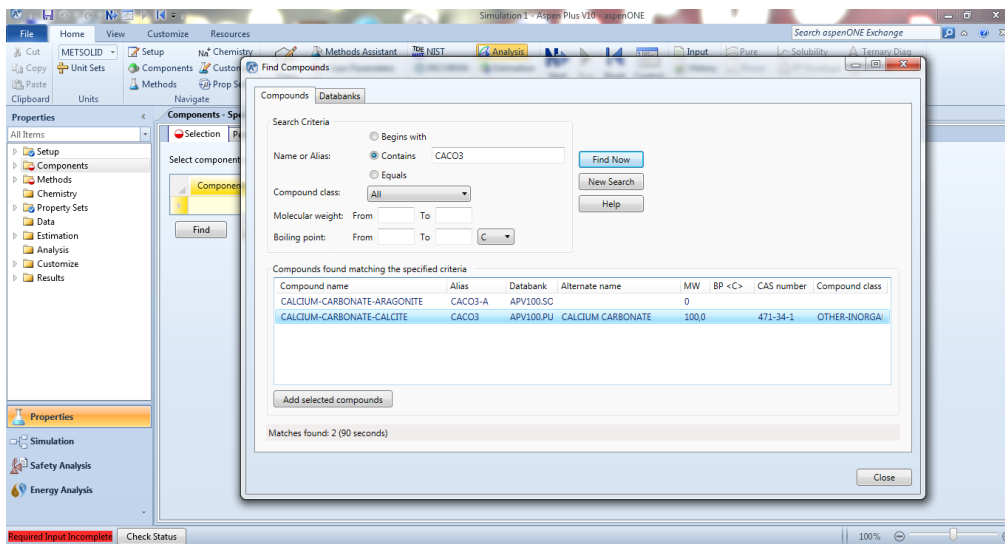 Simulation 1 - Aspen Plus V10 - aspenONE
File Home View Customize Resources Search aspenONE Exchange
Cut METSOLID Setup Na+ Chemistry Methods Assistant NIST Analysis Input Pure Solubility Ternary Diag
Copy Unit Sets Components Custom
Paste Methods Prop S
Clipboard Units Navigate
Properties
All Items
Setup
Components
Methods
Chemistry
Property Sets
Data
Estimation
Analysis
Customize
Results
Properties
Simulation
Safety Analysis
Energy Analysis
Components - Sp
Selection Pe
Select component
Componen
Find
Find Compounds
Compounds Databanks
Search Criteria
Begins with
Name or Alias: Contains CACO3 Find Now
Equals New Search
Compound class: All Help
Molecular weight: From To
Boiling point: From To C
Compounds found matching the specified criteria
Compound name Alias Databank Alternate name MW BP <C> CAS number Compound class
CALCIUM-CARBONATE-ARAGONITE CACO3-A APV100.SO 0
CALCIUM-CARBONATE-CALCITE CACO3 APV100.PU CALCIUM CARBONATE 100,0 471-34-1 OTHER-INORGA
Add selected compounds
Matches found: 2 (90 seconds)
Close
Required Input Incomplete Check Status 100%